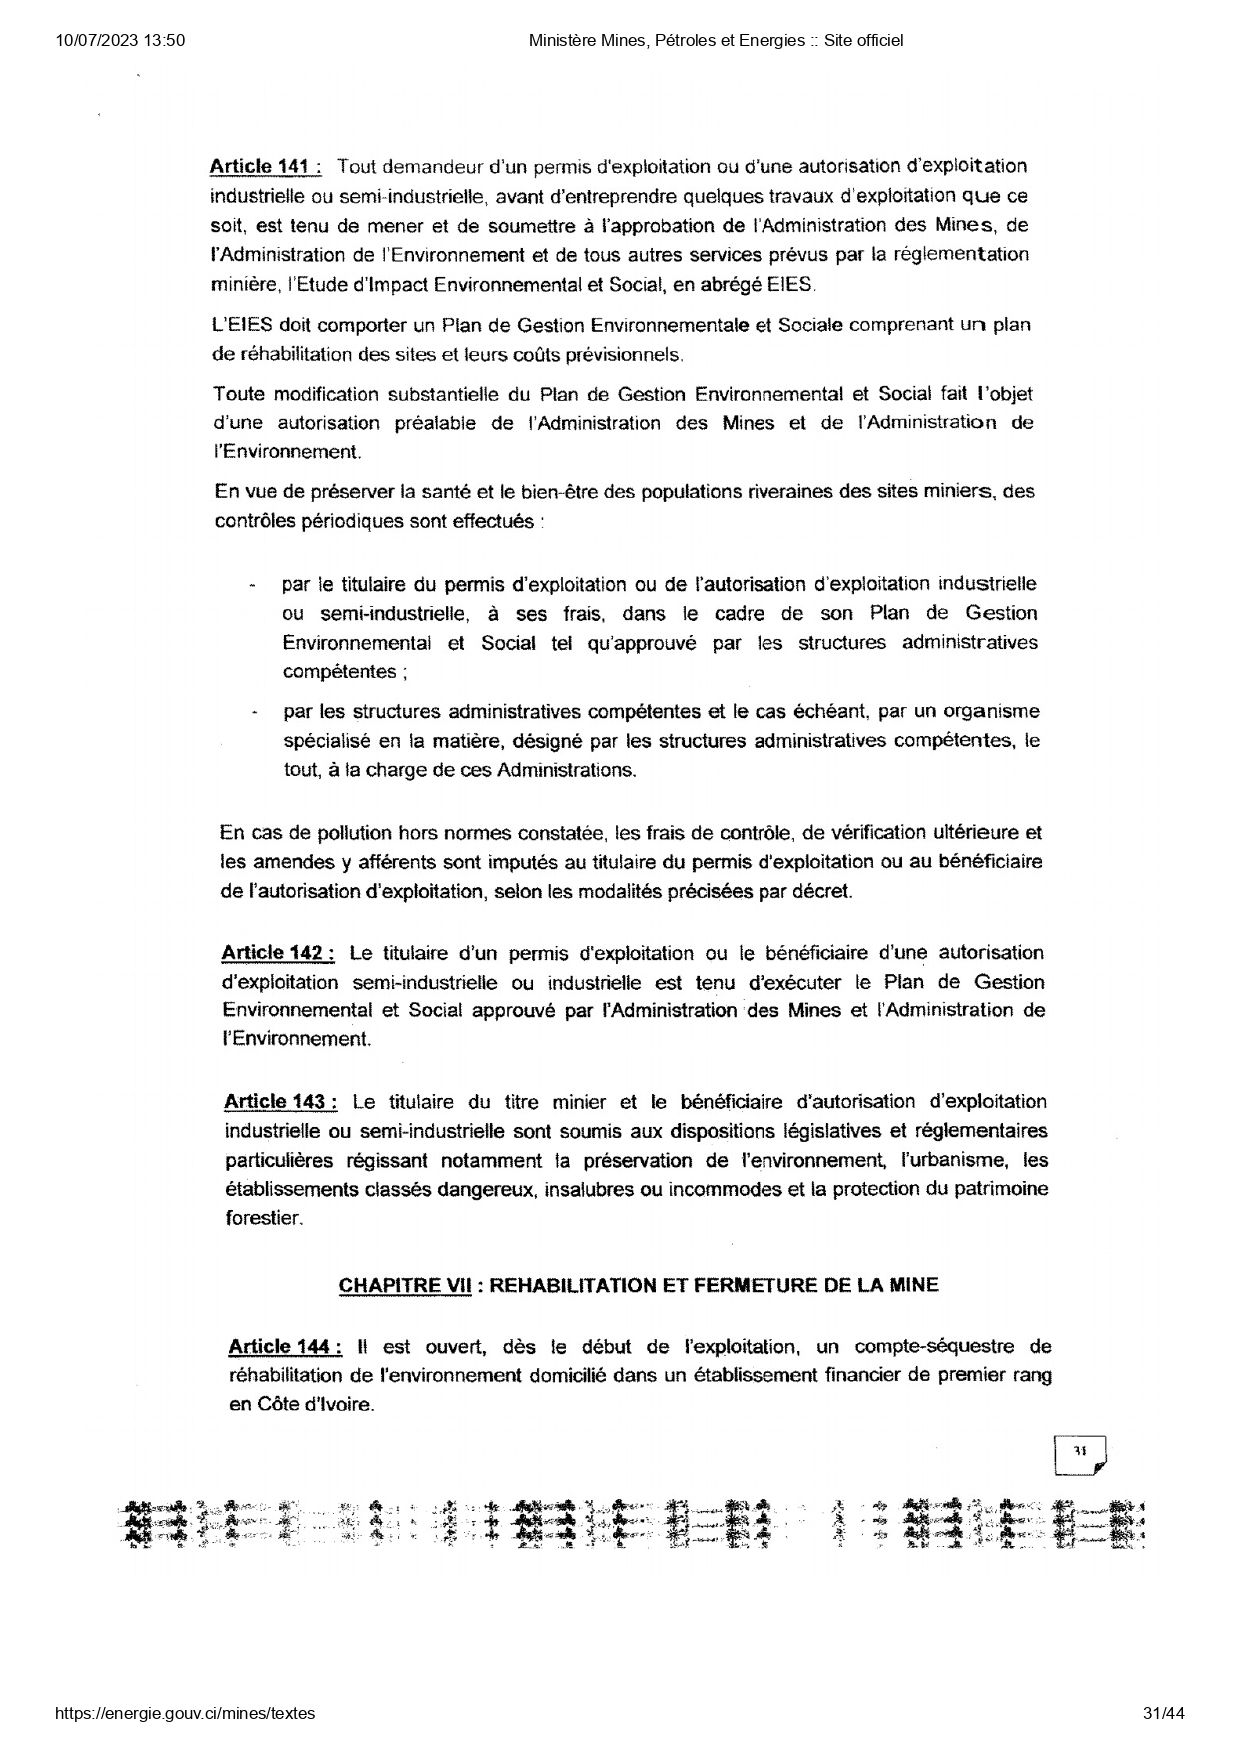 10/07/2023 13:50
Ministère Mines, Pétroles et Energies :: Site officiel
Article 141 : Tout demandeur d'un permis d'exploitation ou d'une autorisation d'exploitation
industrielle ou semi-industrielle, avant d'entreprendre quelques travaux d'exploitation que ce
soit, est tenu de mener et de soumettre à l'approbation de l'Administration des Mines, de
l'Administration de l'Environnement et de tous autres services prévus par la réglementation
minière, l'Etude d'Impact Environnemental et Social, en abrégé EIES.
L'EIES doit comporter un Plan de Gestion Environnementale et Sociale comprenant un plan
de réhabilitation des sites et leurs coûts prévisionnels.
Toute modification substantielle du Plan de Gestion Environnemental et Social fait l'objet
d'une autorisation préalable de l'Administration des Mines et de l'Administration de
l'Environnement.
En vue de préserver la santé et le bien-être des populations riveraines des sites miniers, des
contrôles périodiques sont effectués :
- par le titulaire du permis d'exploitation ou de l'autorisation d'exploitation industrielle
ou semi-industrielle, à ses frais, dans le cadre de son Plan de Gestion
Environnemental et Social tel qu'approuvé par les structures administratives
compétentes ;
- par les structures administratives compétentes et le cas échéant, par un organisme
spécialisé en la matière, désigné par les structures administratives compétentes, le
tout, à la charge de ces Administrations.
En cas de pollution hors normes constatée, les frais de contrôle, de vérification ultérieure et
les amendes y afférents sont imputés au titulaire du permis d'exploitation ou au bénéficiaire
de l'autorisation d'exploitation, selon les modalités précisées par décret.
Article 142 : Le titulaire d'un permis d'exploitation ou le bénéficiaire d'une autorisation
d'exploitation semi-industrielle ou industrielle est tenu d'exécuter le Plan de Gestion
Environnemental et Social approuvé par l'Administration des Mines et l'Administration de
l'Environnement.
Article 143 : Le titulaire du titre minier et le bénéficiaire d'autorisation d'exploitation
industrielle ou semi-industrielle sont soumis aux dispositions législatives et réglementaires
particulières régissant notamment la préservation de l'environnement, l'urbanisme, les
établissements classés dangereux, insalubres ou incommodes et la protection du patrimoine
forestier.
CHAPITRE VII : REHABILITATION ET FERMETURE DE LA MINE
Article 144 : Il est ouvert, dès le début de l'exploitation, un compte-séquestre de
réhabilitation de l'environnement domicilié dans un établissement financier de premier rang
en Côte d'Ivoire.
31
https://energie.gouv.ci/mines/textes
31/44